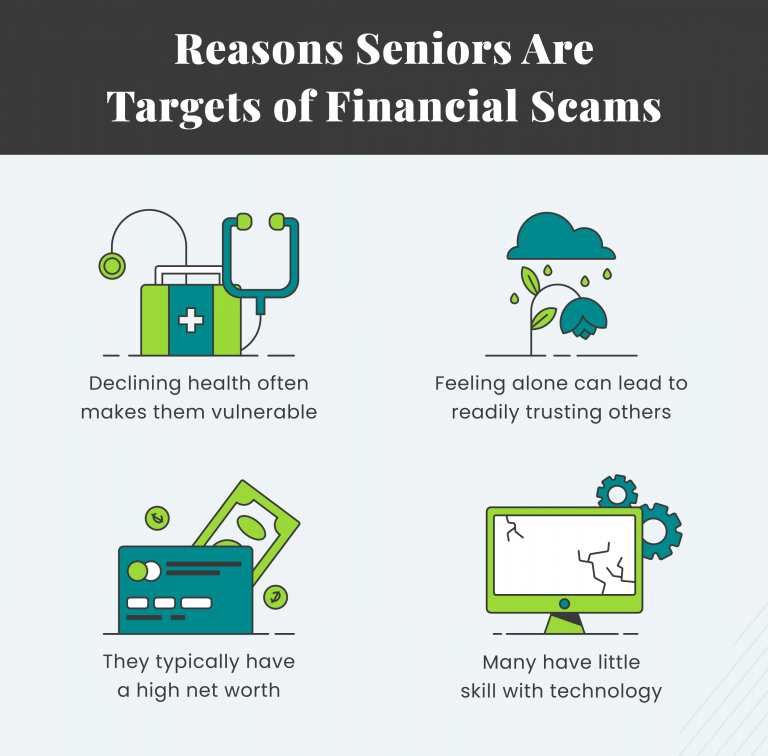 Reasons Seniors Are
Targets of Financial Scams
Declining health often
makes them vulnerable
Feeling alone can lead to
readily trusting others
They typically have
a high net worth
Many have little
skill with technology